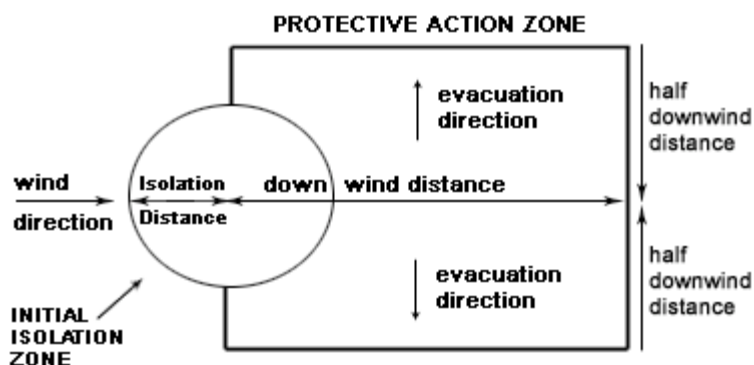 PROTECTIVE ACTION ZONE
evacuation
direction
half
downwind
distance
wind
direction
Isolation
Distance
down wind distance
evacuation
direction
half
downwind
distance
INITIAL
ISOLATION
ZONE